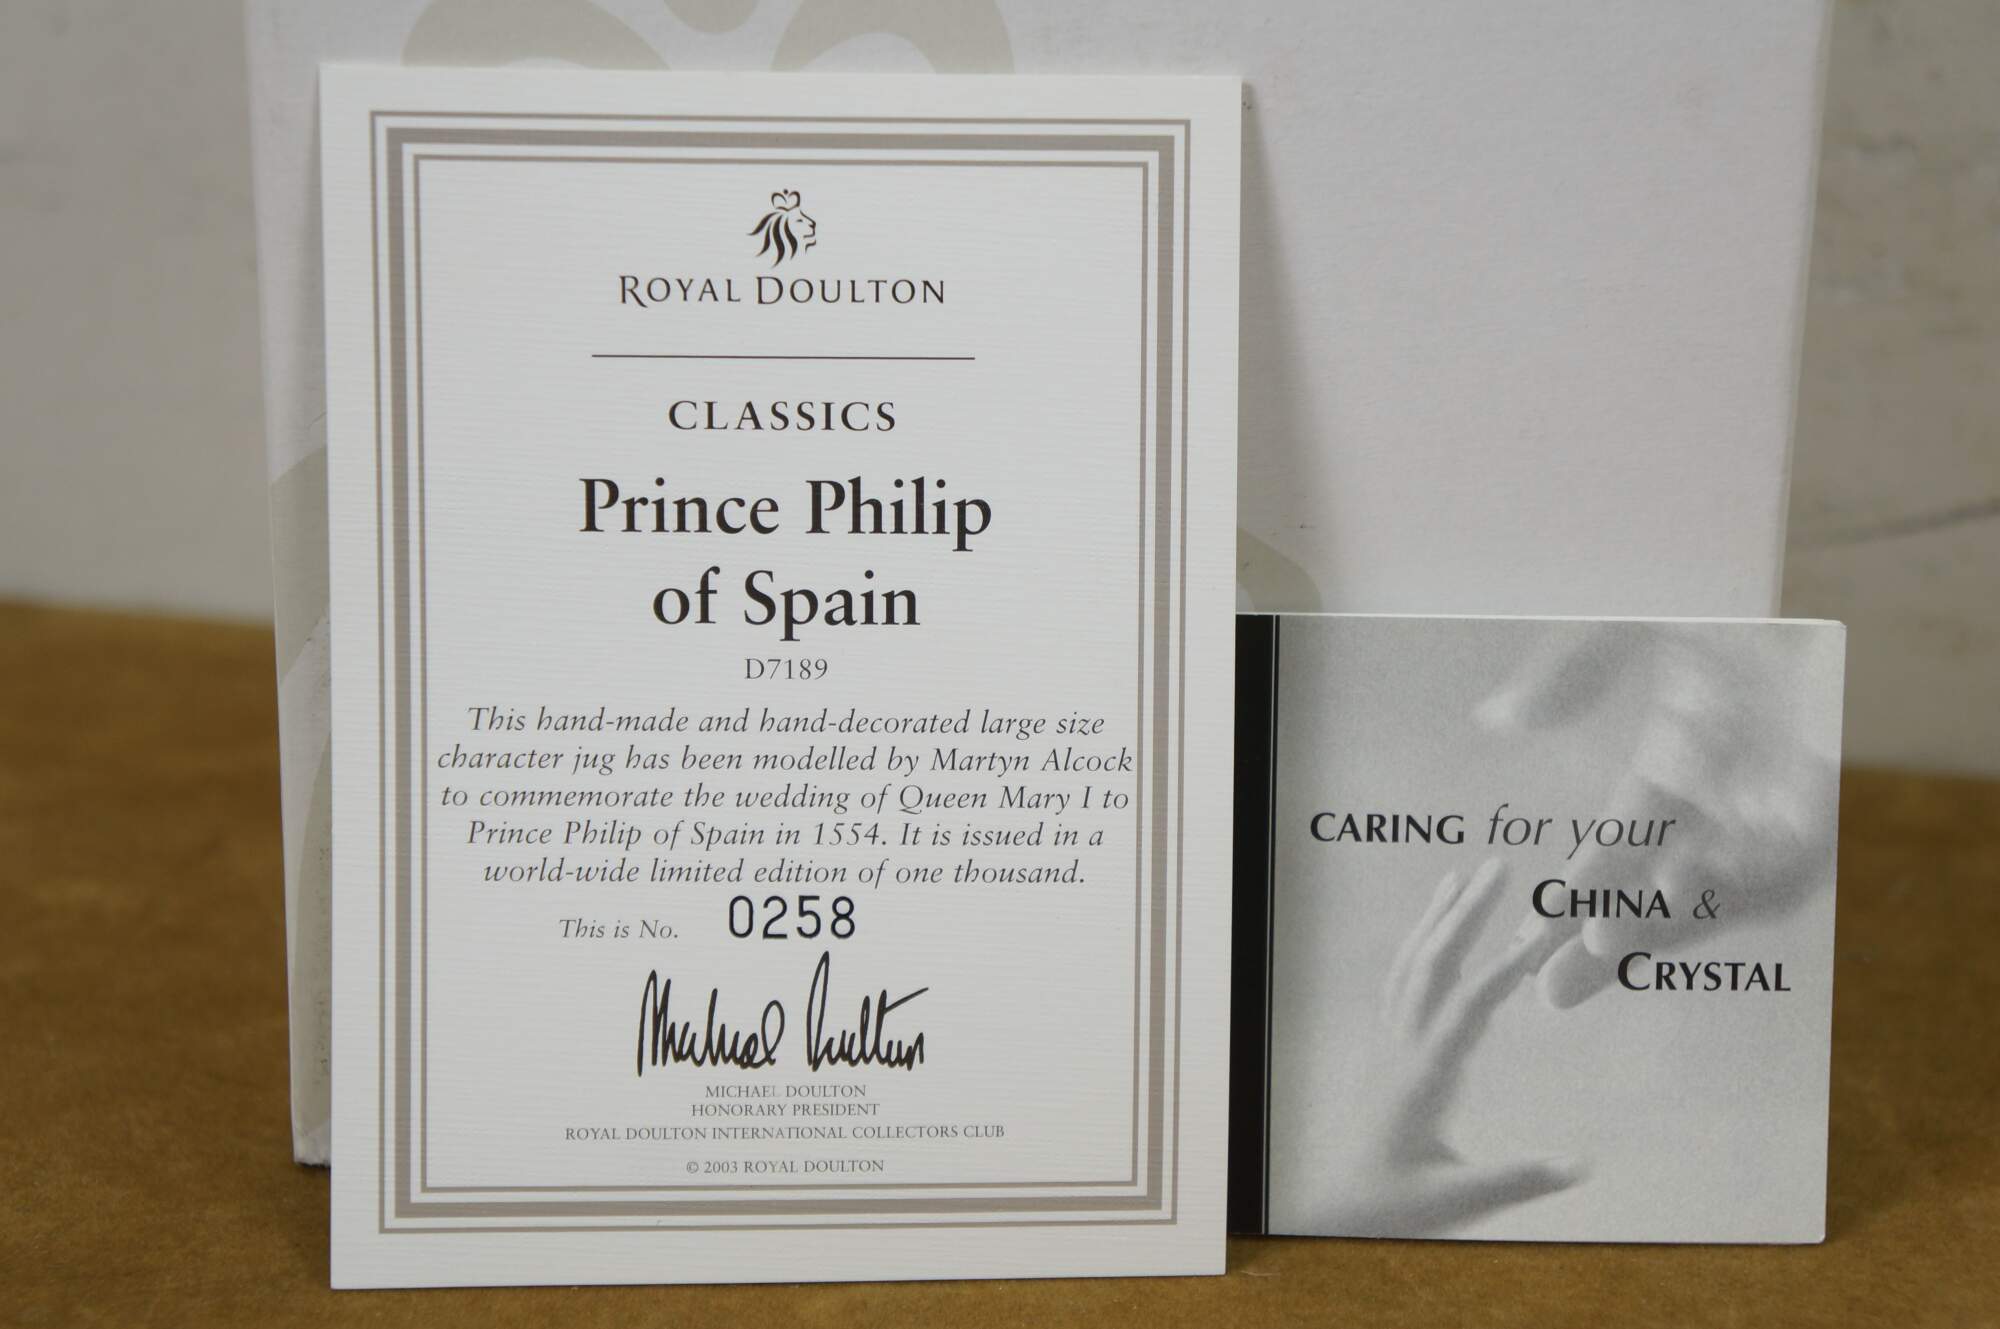 ROYAL DOULTON
CLASSICS
Prince Philip
of Spain
D7189
This hand-made and hand-decorated large size
character jug has been modelled by Martyn Alcock
to commemorate the wedding of Queen Mary I to
Prince Philip of Spain in 1554. It is issued in a
world-wide limited edition of one thousand.
This is No. 0258
Michael Doulton
MICHAEL DOULTON
HONORARY PRESIDENT
ROYAL DOULTON INTERNATIONAL COLLECTORS CLUB
© 2003 ROYAL DOULTON
CARING for your
CHINA &
CRYSTAL